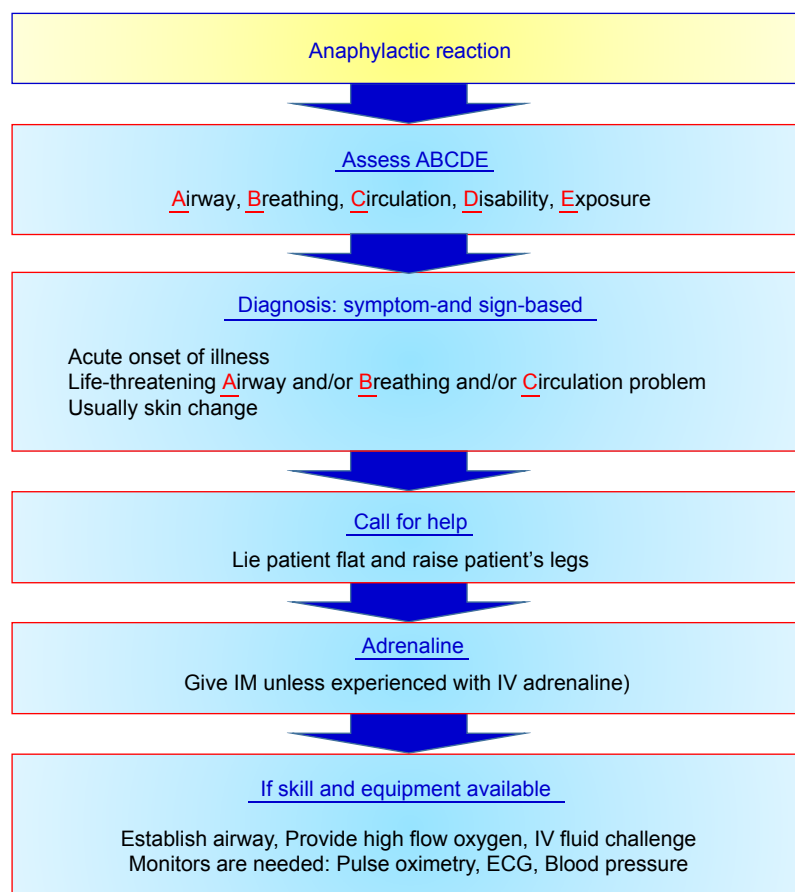 Anaphylactic reaction
Assess ABCDE
Airway, Breathing, Circulation, Disability, Exposure
Diagnosis: symptom-and sign-based
Acute onset of illness
Life-threatening Airway and/or Breathing and/or Circulation problem
Usually skin change
Call for help
Lie patient flat and raise patient’s legs
Adrenaline
Give IM unless experienced with IV adrenaline)
If skill and equipment available
Establish airway, Provide high flow oxygen, IV fluid challenge
Monitors are needed: Pulse oximetry, ECG, Blood pressure